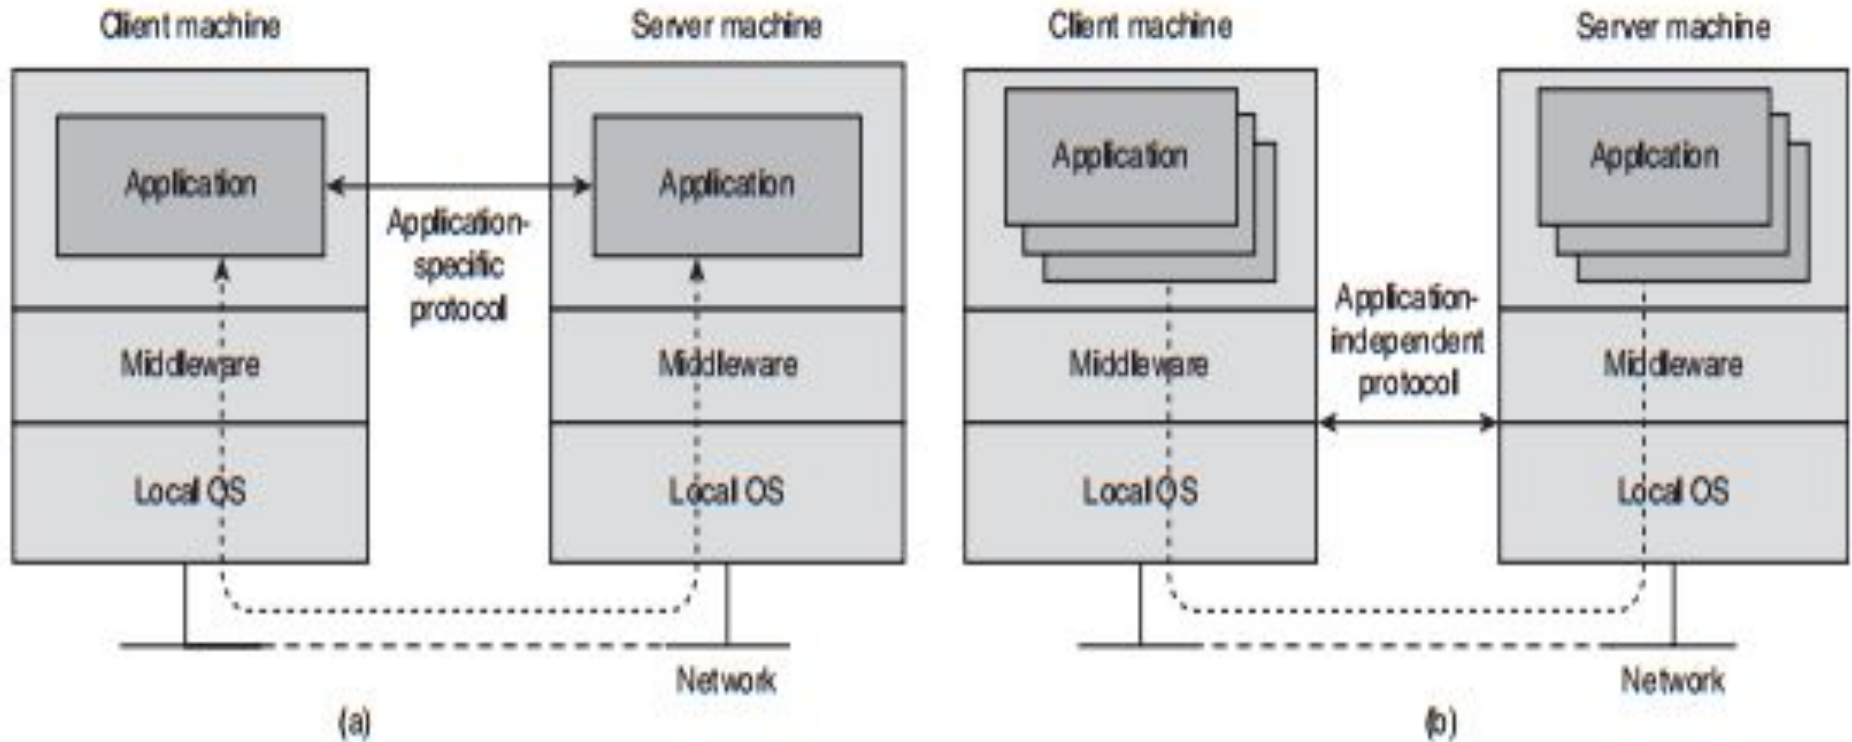 Client machine
Server machine
Application
Application
Application-
specific
protocol
Middleware
Middleware
Local OS
Local OS
Network
(a)
Client machine
Server machine
Application
Application
Application-
independent
protocol
Middleware
Middleware
Local OS
Local OS
Network
(b)